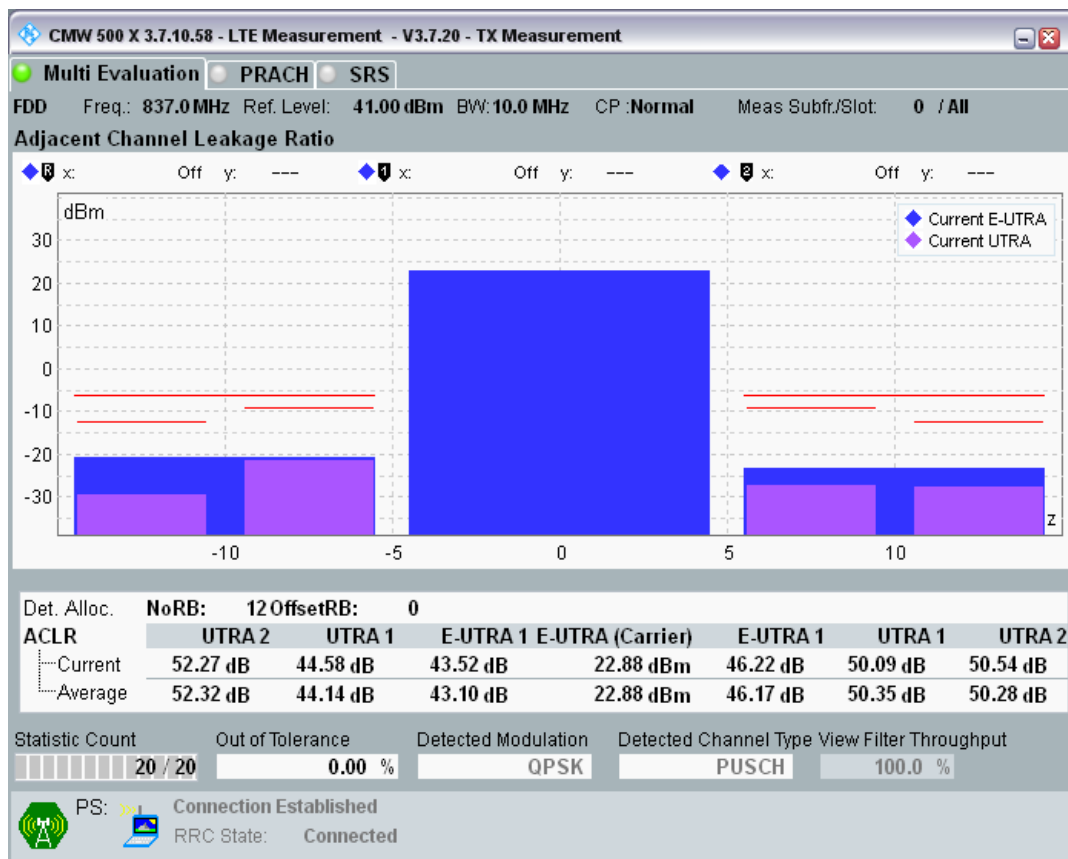 CMW 500 X 3.7.10.58 - LTE Measurement - V3.7.20 - TX Measurement
Multi Evaluation PRACH SRS
FDD Freq.: 837.0 MHz Ref. Level: 41.00 dBm BW: 10.0 MHz CP :Normal Meas Subfr./Slot: 0 / All
Adjacent Channel Leakage Ratio
R x: Off y: --- 1 x: Off y: --- 2 x: Off y: ---
dBm
Current E-UTRA
Current UTRA
30
20
10
0
-10
-20
-30
z
-10 -5 0 5 10
Det. Alloc. NoRB: 12 OffsetRB: 0
ACLR UTRA 2 UTRA 1 E-UTRA 1 E-UTRA (Carrier) E-UTRA 1 UTRA 1 UTRA 2
Current 52.27 dB 44.58 dB 43.52 dB 22.88 dBm 46.22 dB 50.09 dB 50.54 dB
Average 52.32 dB 44.14 dB 43.10 dB 22.88 dBm 46.17 dB 50.35 dB 50.28 dB
Statistic Count Out of Tolerance Detected Modulation Detected Channel Type View Filter Throughput
20 / 20 0.00 % QPSK PUSCH 100.0 %
PS: Connection Established
RRC State: Connected